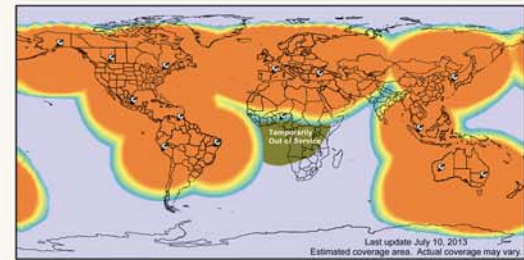 Temporarily
Out of Service
Last update July 10, 2013
Estimated coverage area. Actual coverage may vary.